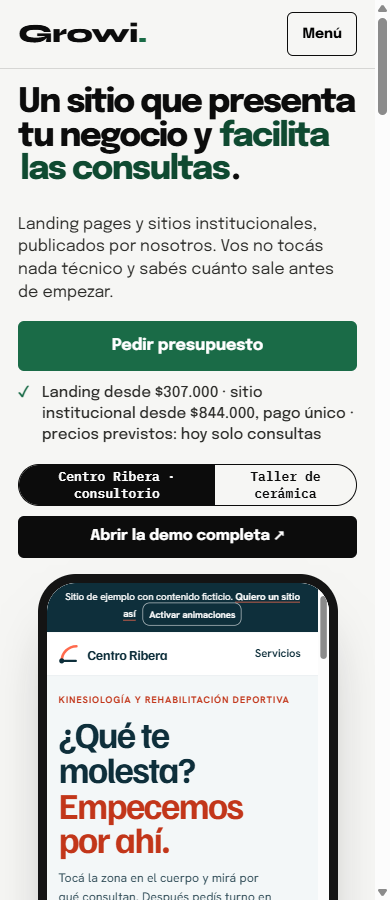 Growi.
Menú
Un sitio que presenta
tu negocio y facilita
las consultas.
Landing pages y sitios institucionales,
publicados por nosotros. Vos no tocás
nada técnico y sabés cuánto sale antes
de empezar.
Pedir presupuesto
✓ Landing desde $307.000 · sitio
institucional desde $844.000, pago único ·
precios previstos: hoy solo consultas
Centro Ribera ·
consultorio
Taller de
cerámica
Abrir la demo completa ↗
Sitio de ejemplo con contenido ficticio. Quiero un sitio
así
Activar animaciones
Centro Ribera
Servicios
KINESIOLOGÍA Y REHABILITACIÓN DEPORTIVA
¿Qué te
molesta?
Empecemos
por ahí.
Tocá la zona en el cuerpo y mirá por
qué consultan. Después pedís turno en